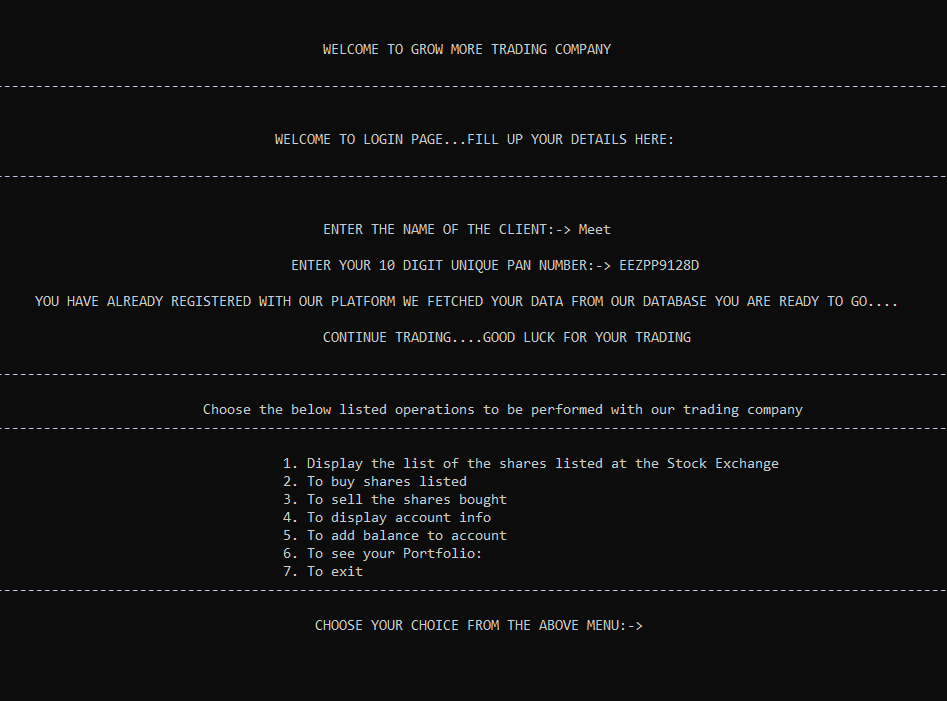 WELCOME TO GROW MORE TRADING COMPANY
WELCOME TO LOGIN PAGE...FILL UP YOUR DETAILS HERE:
ENTER THE NAME OF THE CLIENT:-> Meet
ENTER YOUR 10 DIGIT UNIQUE PAN NUMBER:-> EEZPP9128D
YOU HAVE ALREADY REGISTERED WITH OUR PLATFORM WE FETCHED YOUR DATA FROM OUR DATABASE YOU ARE READY TO GO....
CONTINUE TRADING....GOOD LUCK FOR YOUR TRADING
Choose the below listed operations to be performed with our trading company
1. Display the list of the shares listed at the Stock Exchange
2. To buy shares listed
3. To sell the shares bought
4. To display account info
5. To add balance to account
6. To see your Portfolio:
7. To exit
CHOOSE YOUR CHOICE FROM THE ABOVE MENU:->